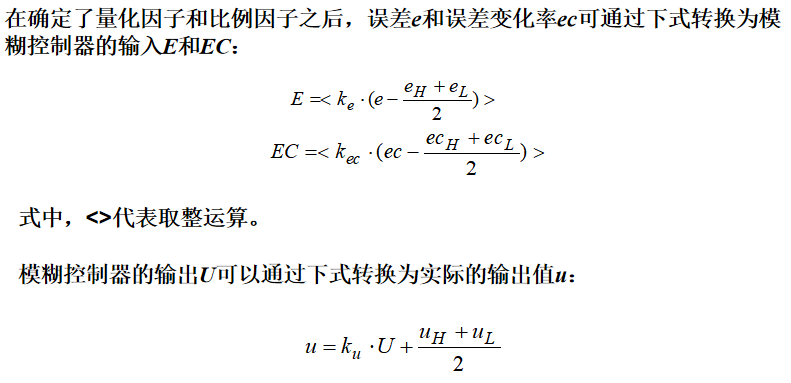 在确定了量化因子和比例因子之后，误差e和误差变化率ec可通过下式转换为模
糊控制器的输入E和EC：
E =< k_e · (e − (e_H + e_L)/2) >
EC =< k_ec · (ec − (ec_H + ec_L)/2) >
式中，<>代表取整运算。
模糊控制器的输出U可以通过下式转换为实际的输出值u：
u = k_u · U + (u_H + u_L)/2